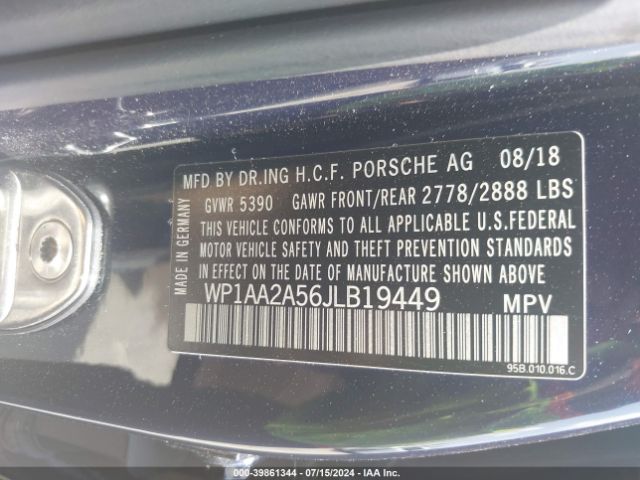 MADE IN GERMANY
MFD BY DR.ING H.C.F. PORSCHE AG 08/18
GVWR 5390 GAWR FRONT/REAR 2778/2888 LBS
THIS VEHICLE CONFORMS TO ALL APPLICABLE U.S.FEDERAL
MOTOR VEHICLE SAFETY AND THEFT PREVENTION STANDARDS
IN EFFECT ON THE DATE OF MANUFACTURE SHOWN ABOVE
WP1AA2A56JLB19449 MPV
95B.010.016.C
000-39861344 - 07/15/2024 - IAA Inc.